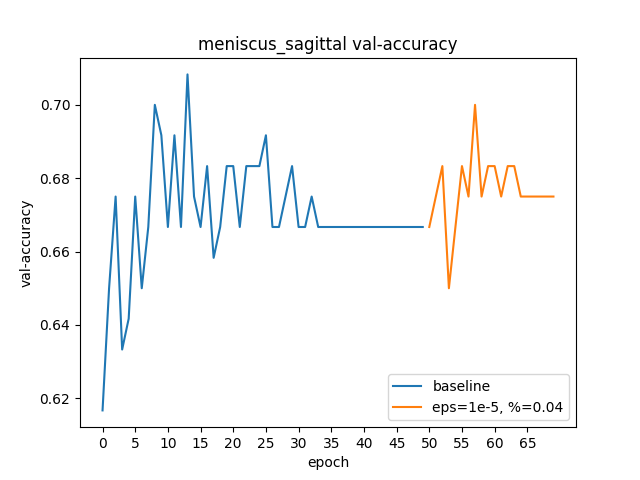 meniscus_sagittal val-accuracy
0.70
0.68
0.66
0.64
0.62
val-accuracy
baseline
eps=1e-5, %=0.04
0 5 10 15 20 25 30 35 40 45 50 55 60 65
epoch